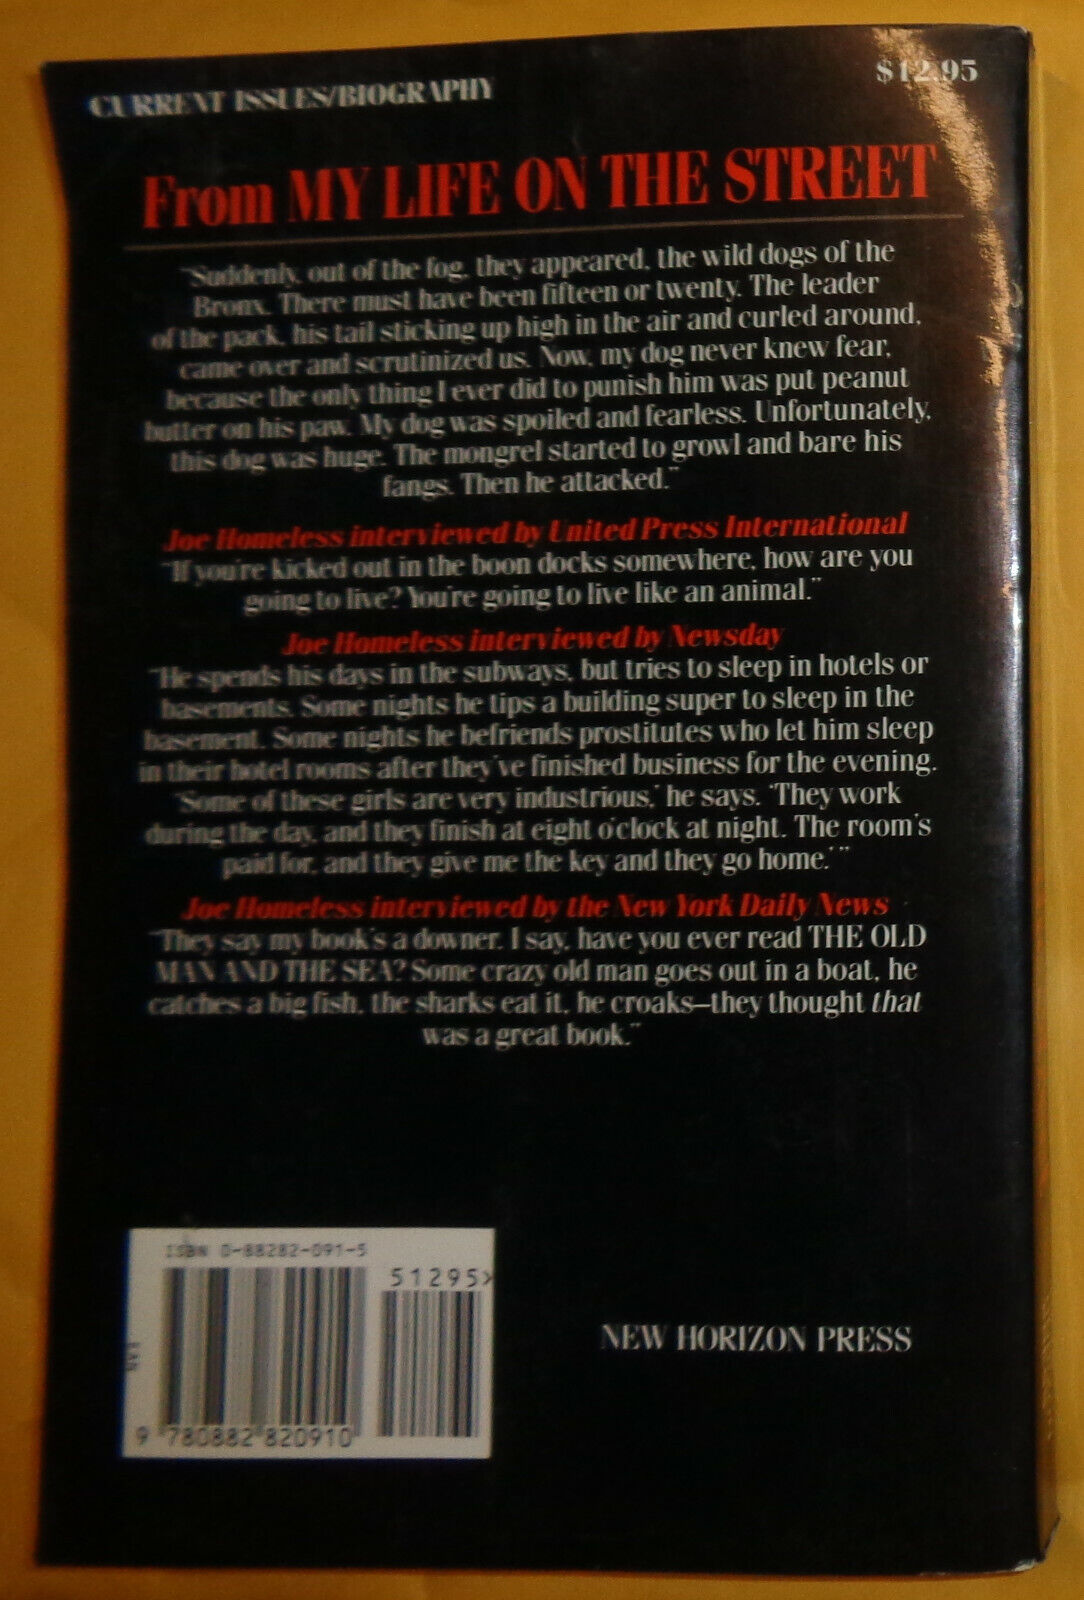 CURRENT ISSUES/BIOGRAPHY
$12.95
From MY LIFE ON THE STREET
"Suddenly, out of the fog, they appeared, the wild dogs of the
Bronx. There must have been fifteen or twenty. The leader
of the pack, his tail sticking up high in the air and curled around,
came over and scrutinized us. Now, my dog never knew fear,
because the only thing I ever did to punish him was put peanut
butter on his paw. My dog was spoiled and fearless. Unfortunately,
this dog was huge. The mongrel started to growl and bare his
fangs. Then he attacked."
Joe Homeless interviewed by United Press International
"If you're kicked out in the boon docks somewhere, how are you
going to live? You're going to live like an animal."
Joe Homeless interviewed by Newsday
"He spends his days in the subways, but tries to sleep in hotels or
basements. Some nights he tips a building super to sleep in the
basement. Some nights he befriends prostitutes who let him sleep
in their hotel rooms after they've finished business for the evening.
'Some of these girls are very industrious,' he says. 'They work
during the day, and they finish at eight o'clock at night. The room's
paid for, and they give me the key and they go home.'"
Joe Homeless interviewed by the New York Daily News
"They say my book's a downer. I say, have you ever read THE OLD
MAN AND THE SEA? Some crazy old man goes out in a boat, he
catches a big fish, the sharks eat it, he croaks—they thought that
was a great book."
ISBN 0-88282-091-5
51295>
9 780882 820910
NEW HORIZON PRESS